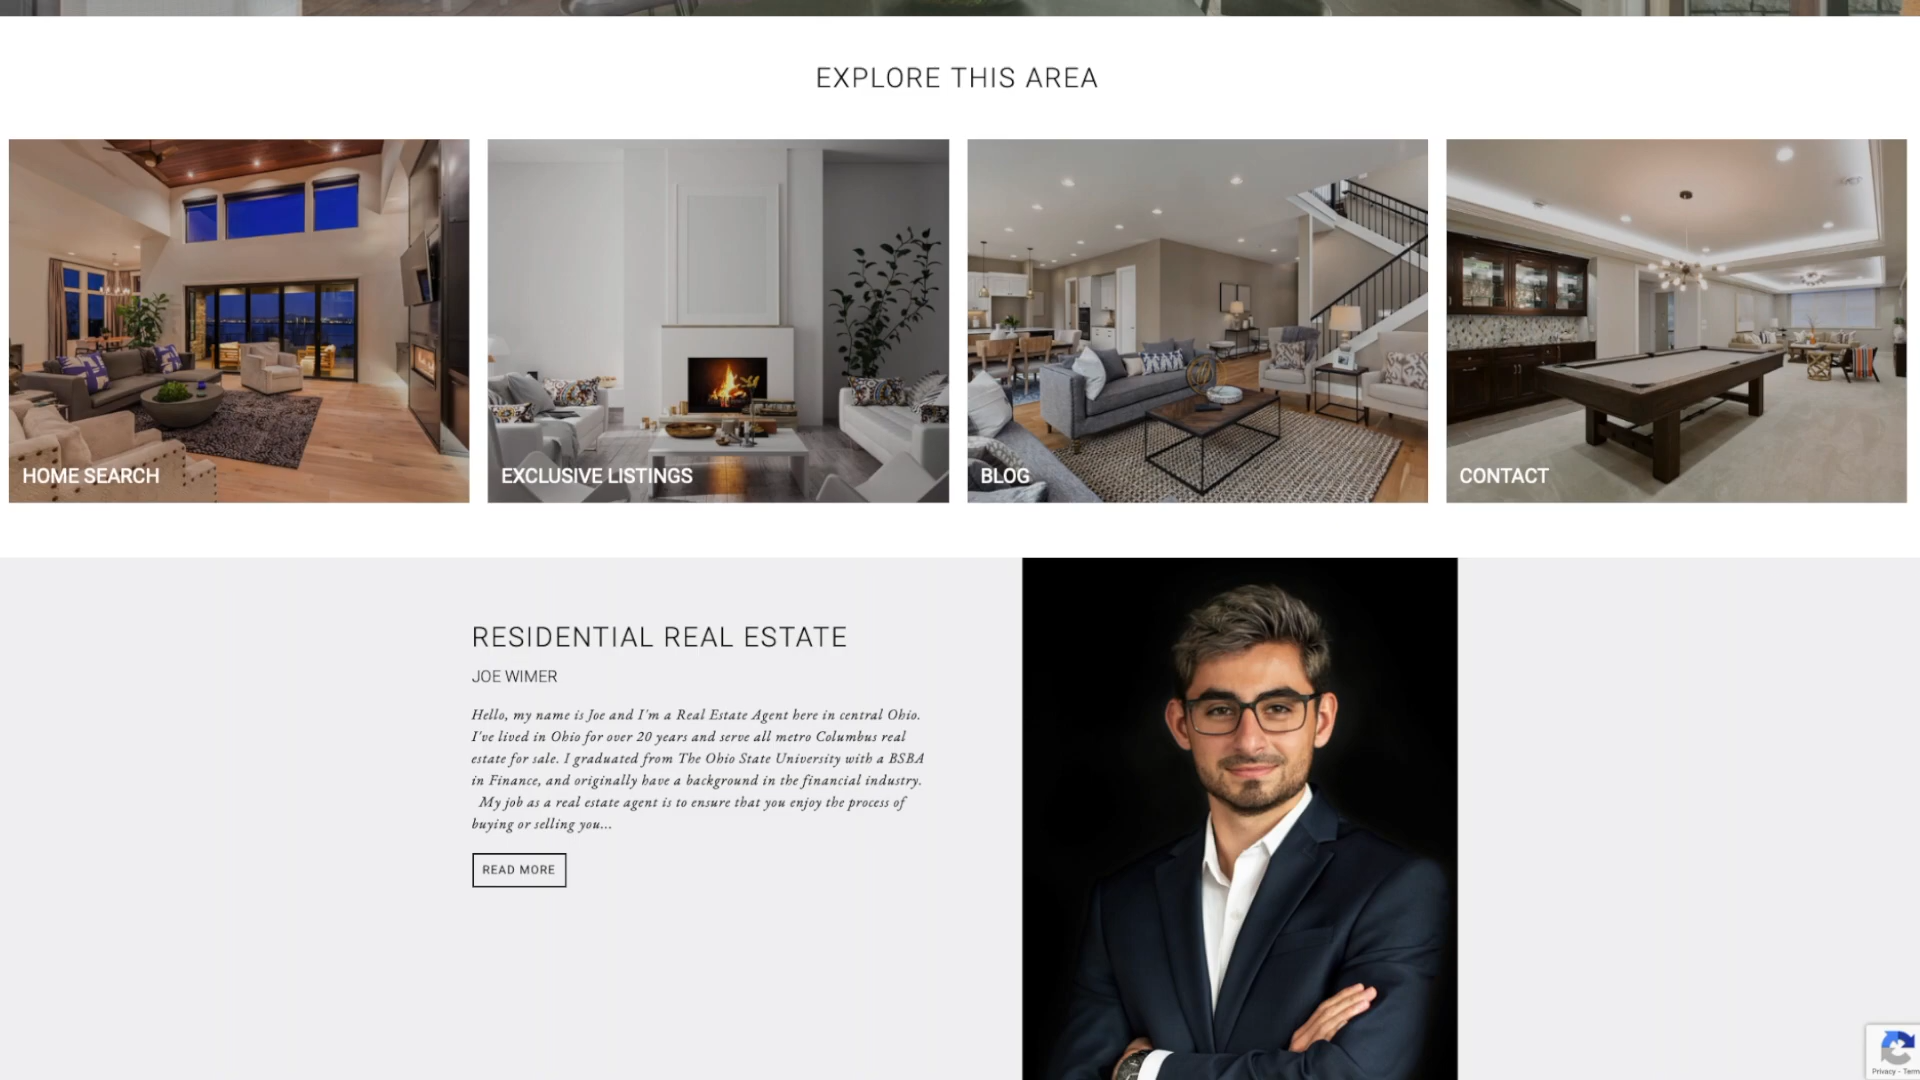 EXPLORE THIS AREA
HOME SEARCH
EXCLUSIVE LISTINGS
BLOG
CONTACT
RESIDENTIAL REAL ESTATE
JOE WIMER
Hello, my name is Joe and I'm a Real Estate Agent here in central Ohio.
I've lived in Ohio for over 20 years and serve all metro Columbus real
estate for sale. I graduated from The Ohio State University with a BSBA
in Finance, and originally have a background in the financial industry.
My job as a real estate agent is to ensure that you enjoy the process of
buying or selling you...
READ MORE
Privacy - Term